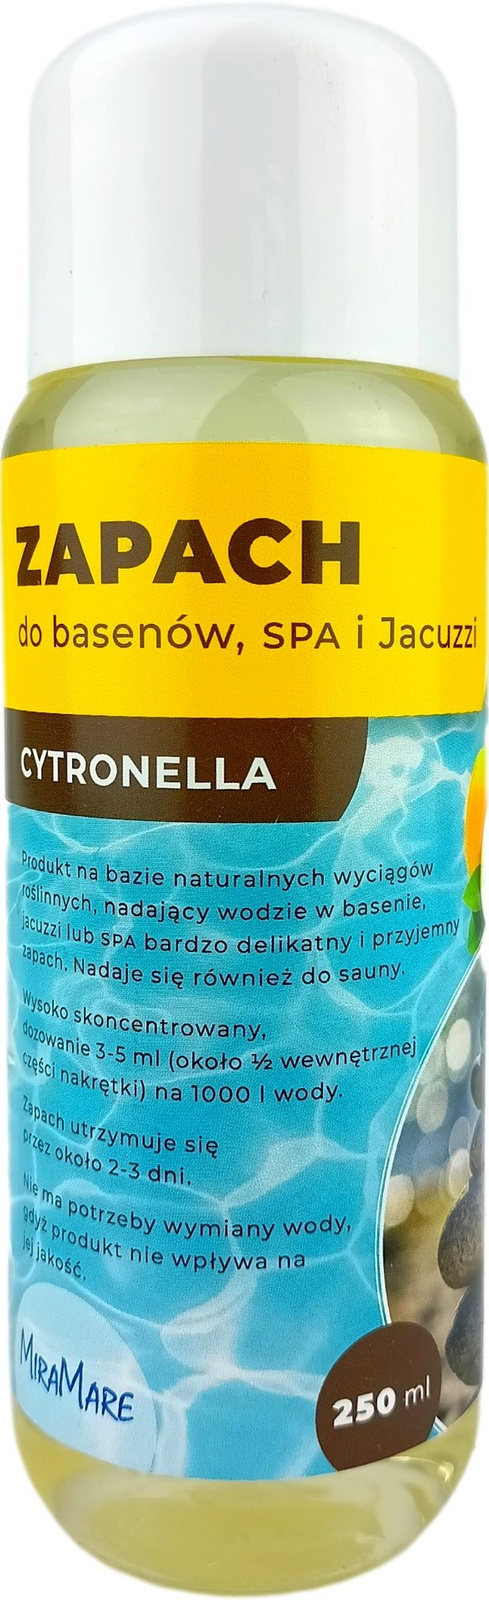 ZAPACH
do basenów, SPA i Jacuzzi
CYTRONELLA
Produkt na bazie naturalnych wyciągów
roślinnych, nadający wodzie w basenie,
jacuzzi lub SPA bardzo delikatny i przyjemny
zapach. Nadaje się również do sauny.
Wysoko skoncentrowany,
dozowanie 3-5 ml (około ½ wewnętrznej
części nakrętki) na 1000 l wody.
Zapach utrzymuje się
przez około 2-3 dni.
Nie ma potrzeby wymiany wody,
gdyż produkt nie wpływa na
jej jakość.
MIRAMARE
250 ml